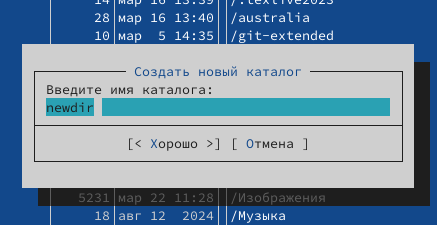 14 мар 16 13:39 /.texlive2023
28 мар 16 13:40 /australia
10 мар 5 14:35 /git-extended
Создать новый каталог
Введите имя каталога:
newdir
[< Хорошо >] [ Отмена ]
5231 мар 22 11:28 /Изображения
18 авг 12 2024 /Музыка